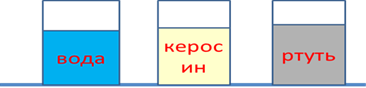 вода
керос
ин
ртуть